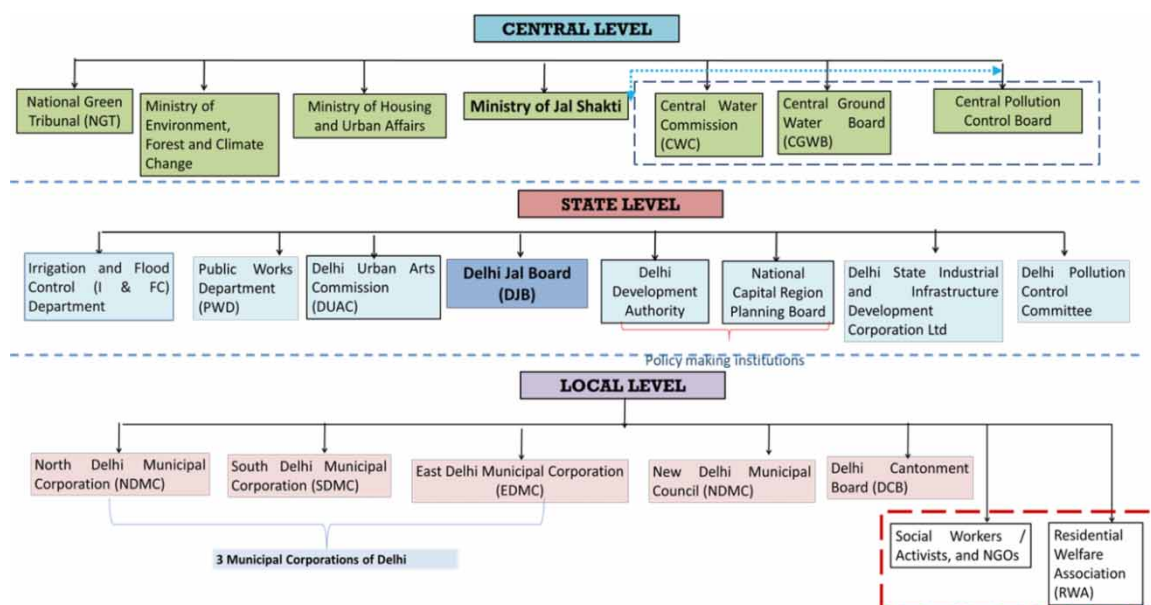 CENTRAL LEVEL
National Green
Tribunal (NGT)
Ministry of
Environment,
Forest and Climate
Change
Ministry of Housing
and Urban Affairs
Ministry of Jal Shakti
Central Water
Commission
(CWC)
Central Ground
Water Board
(CGWB)
Central Pollution
Control Board
STATE LEVEL
Irrigation and Flood
Control (I & FC)
Department
Public Works
Department
(PWD)
Delhi Urban Arts
Commission
(DUAC)
Delhi Jal Board
(DJB)
Delhi
Development
Authority
National
Capital Region
Planning Board
Delhi State Industrial
and Infrastructure
Development
Corporation Ltd
Delhi Pollution
Control
Committee
Policy making institutions
LOCAL LEVEL
North Delhi Municipal
Corporation (NDMC)
South Delhi Municipal
Corporation (SDMC)
East Delhi Municipal Corporation
(EDMC)
New Delhi Municipal
Council (NDMC)
Delhi Cantonment
Board (DCB)
3 Municipal Corporations of Delhi
Social Workers /
Activists, and NGOs
Residential
Welfare
Association
(RWA)